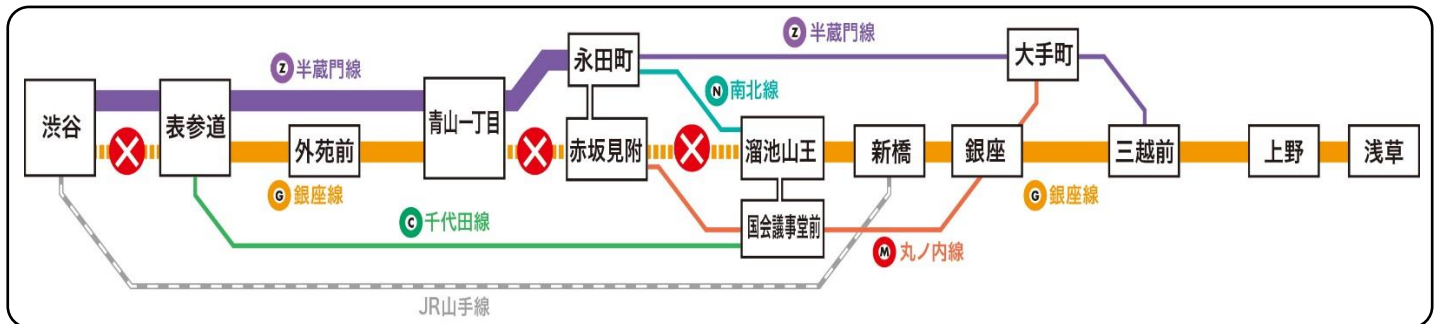 Z 半蔵門線
永田町
大手町
Z 半蔵門線
N 南北線
渋谷
表参道
外苑前
青山一丁目
赤坂見附
溜池山王
新橋
銀座
三越前
上野
浅草
G 銀座線
G 銀座線
C 千代田線
国会議事堂前
M 丸ノ内線
JR山手線